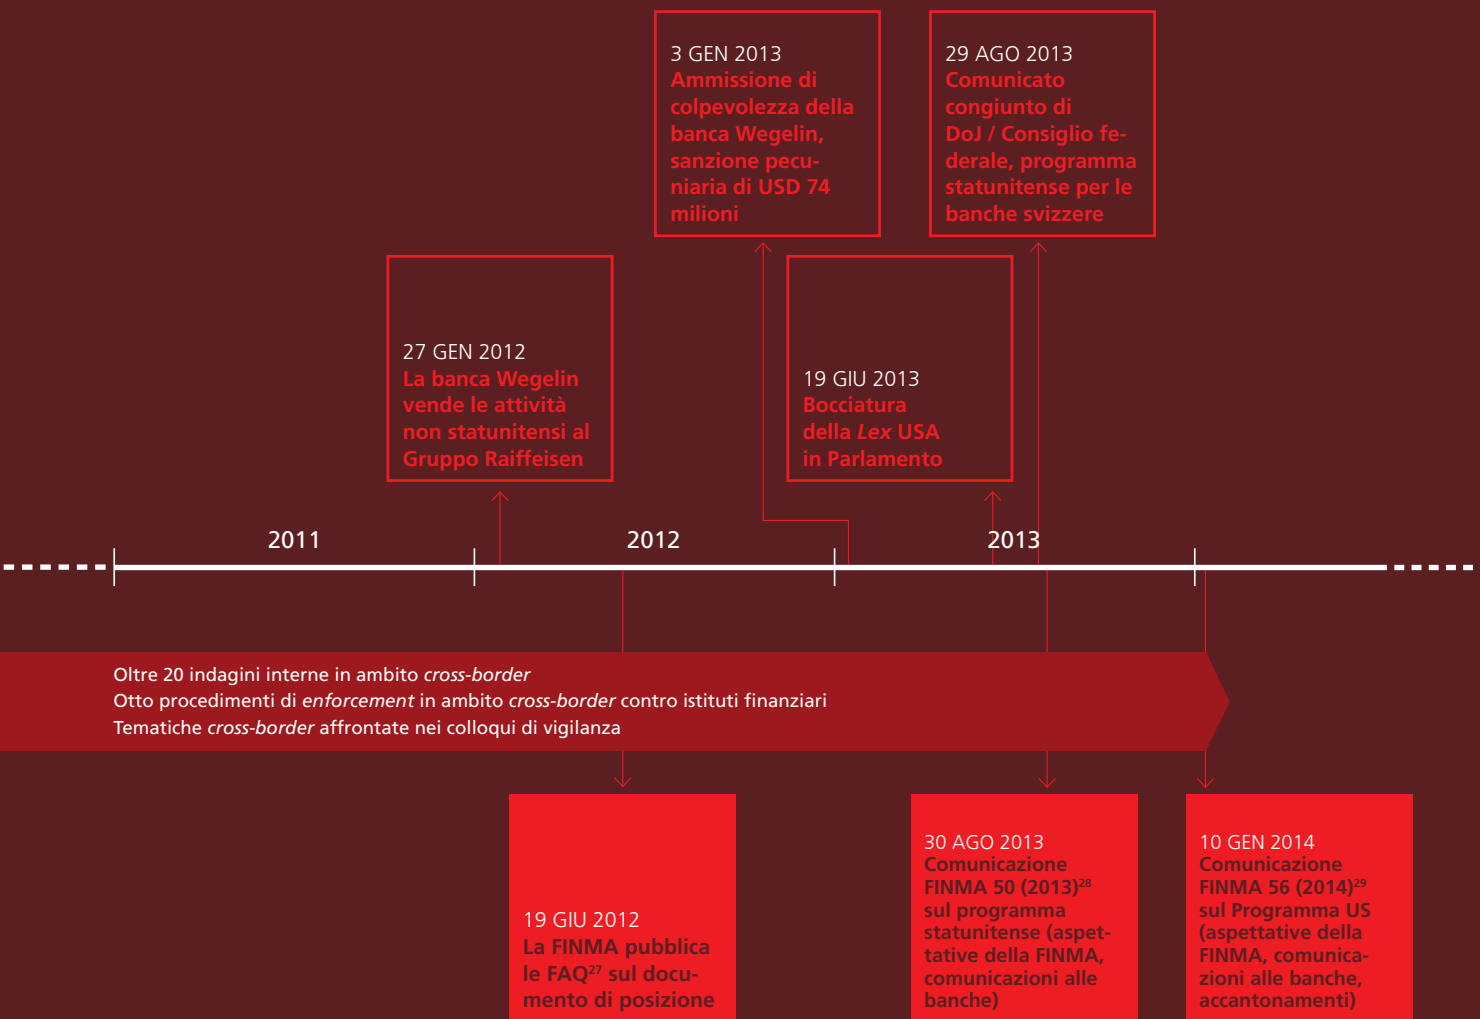 3 GEN 2013
Ammissione di
colpevolezza della
banca Wegelin,
sanzione pecu-
niaria di USD 74
milioni
29 AGO 2013
Comunicato
congiunto di
DoJ / Consiglio fe-
derale, programma
statunitense per le
banche svizzere
27 GEN 2012
La banca Wegelin
vende le attività
non statunitensi al
Gruppo Raiffeisen
19 GIU 2013
Bocciatura
della Lex USA
in Parlamento
2011
2012
2013
Oltre 20 indagini interne in ambito cross-border
Otto procedimenti di enforcement in ambito cross-border contro istituti finanziari
Tematiche cross-border affrontate nei colloqui di vigilanza
19 GIU 2012
La FINMA pubblica
le FAQ27 sul docu-
mento di posizione
30 AGO 2013
Comunicazione
FINMA 50 (2013)28
sul programma
statunitense (aspet-
tative della FINMA,
comunicazioni alle
banche)
10 GEN 2014
Comunicazione
FINMA 56 (2014)29
sul Programma US
(aspettative della
FINMA, comunica-
zioni alle banche,
accantonamenti)